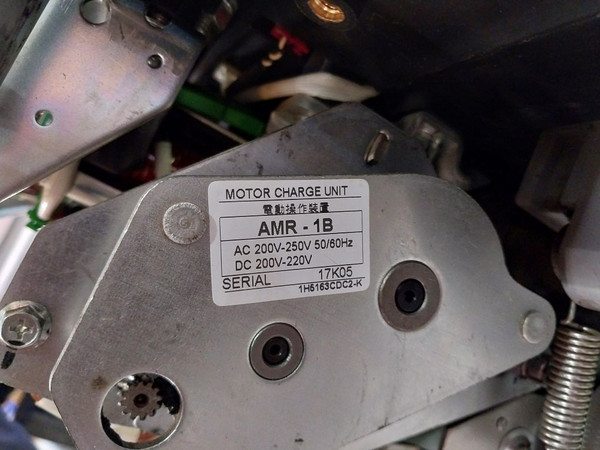 MOTOR CHARGE UNIT
電動操作装置
AMR - 1B
AC 200V-250V 50/60Hz
DC 200V-220V
SERIAL 17K05
1H5163CDC2-K